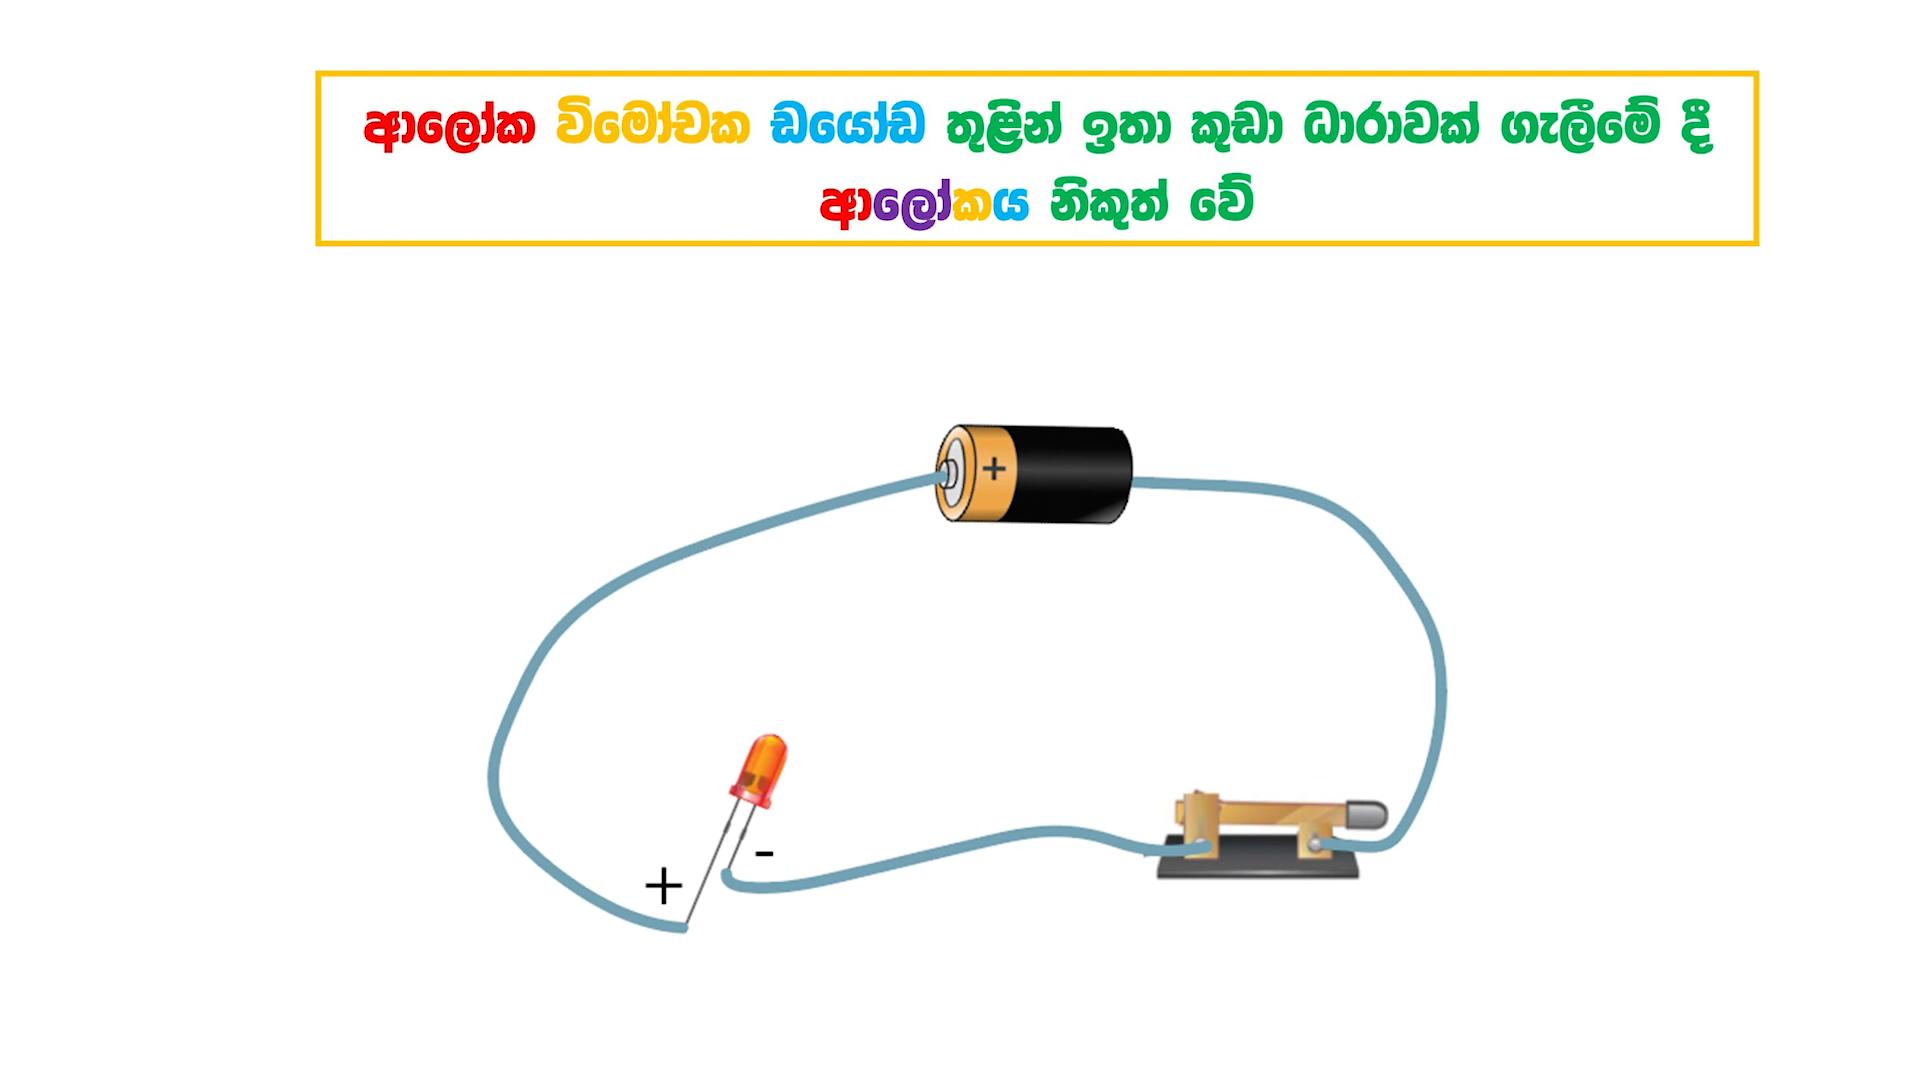 ආලෝක විමෝචක ඩයෝඩ තුළින් ඉතා කුඩා ධාරාවක් ගැලීමේ දී
ආලෝකය නිකුත් වේ
+
-
+